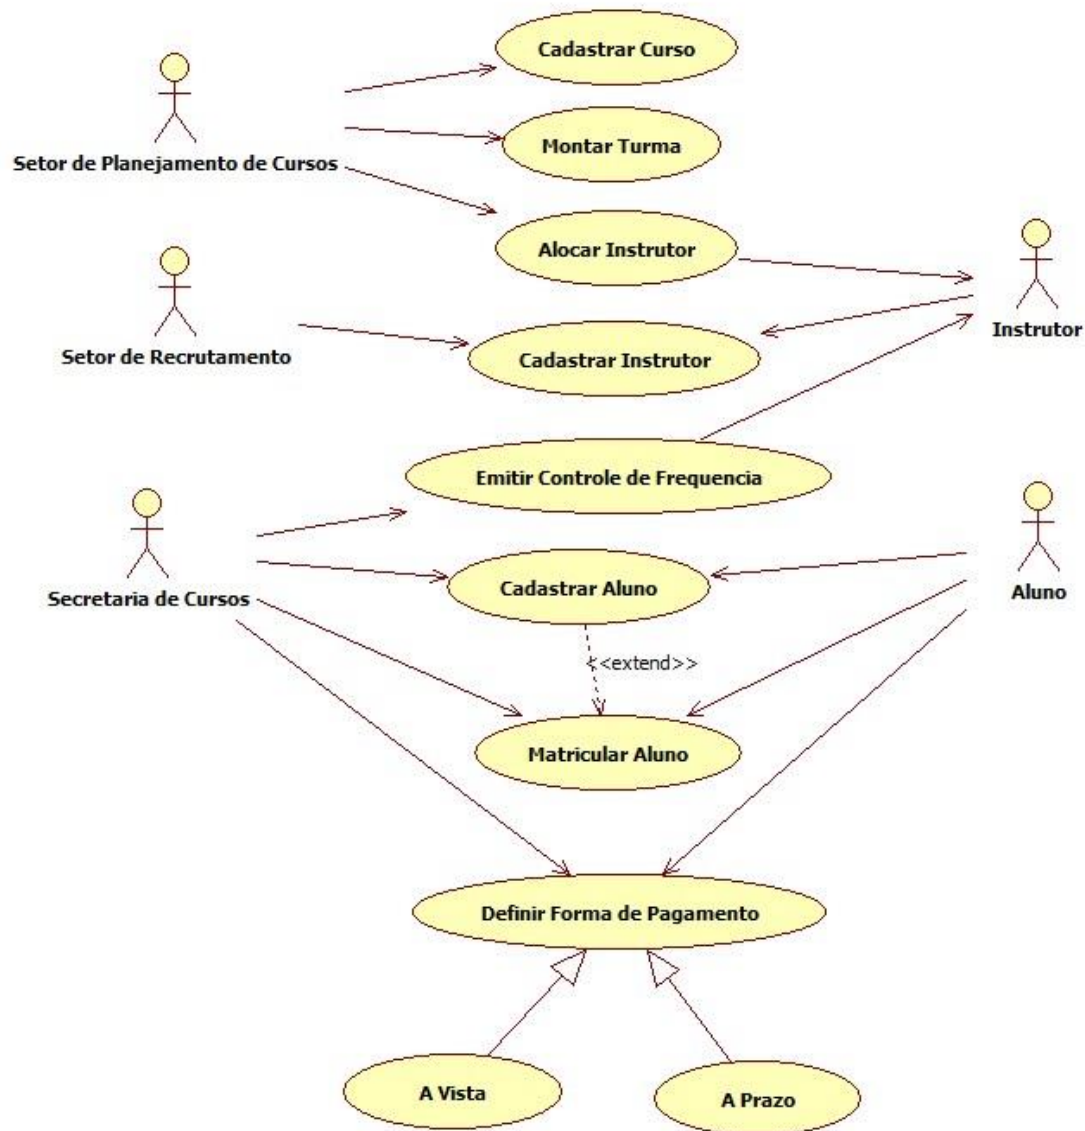 Cadastrar Curso
Montar Turma
Setor de Planejamento de Cursos
Alocar Instrutor
Instrutor
Setor de Recrutamento
Cadastrar Instrutor
Emitir Controle de Frequencia
Cadastrar Aluno
Secretaria de Cursos
Aluno
<<extend>>
Matricular Aluno
Definir Forma de Pagamento
A Vista
A Prazo